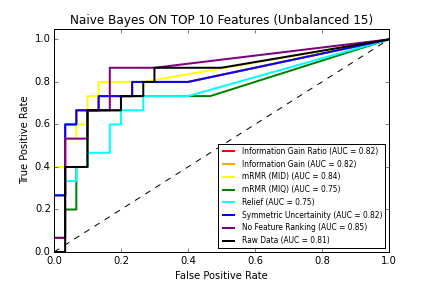 Naive Bayes ON TOP 10 Features (Unbalanced 15)
1.0
0.8
0.6
0.4
0.2
0.0
True Positive Rate
Information Gain Ratio (AUC = 0.82)
Information Gain (AUC = 0.82)
mRMR (MID) (AUC = 0.84)
mRMR (MIQ) (AUC = 0.75)
Relief (AUC = 0.75)
Symmetric Uncertainity (AUC = 0.82)
No Feature Ranking (AUC = 0.85)
Raw Data (AUC = 0.81)
0.0 0.2 0.4 0.6 0.8 1.0
False Positive Rate